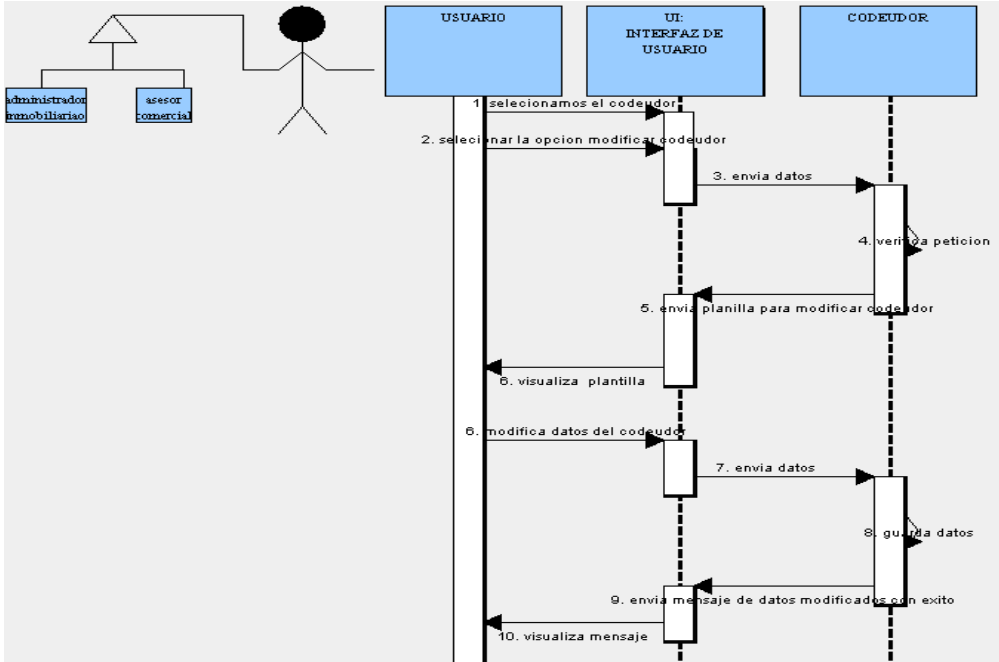 USUARIO
UI:
INTERFAZ DE
USUARIO
CODEUDOR
administrador
inmobiliariao
asesor
comercial
1 selecionamos el codeudor
2. selecionar la opcion modificar codeudor
3. envia datos
4. verifica peticion
5. envia planilla para modificar codeudor
6. visualiza plantilla
6. modifica datos del codeudor
7. envia datos
8. guarda datos
9. envia mensaje de datos modificados con exito
10. visualiza mensaje